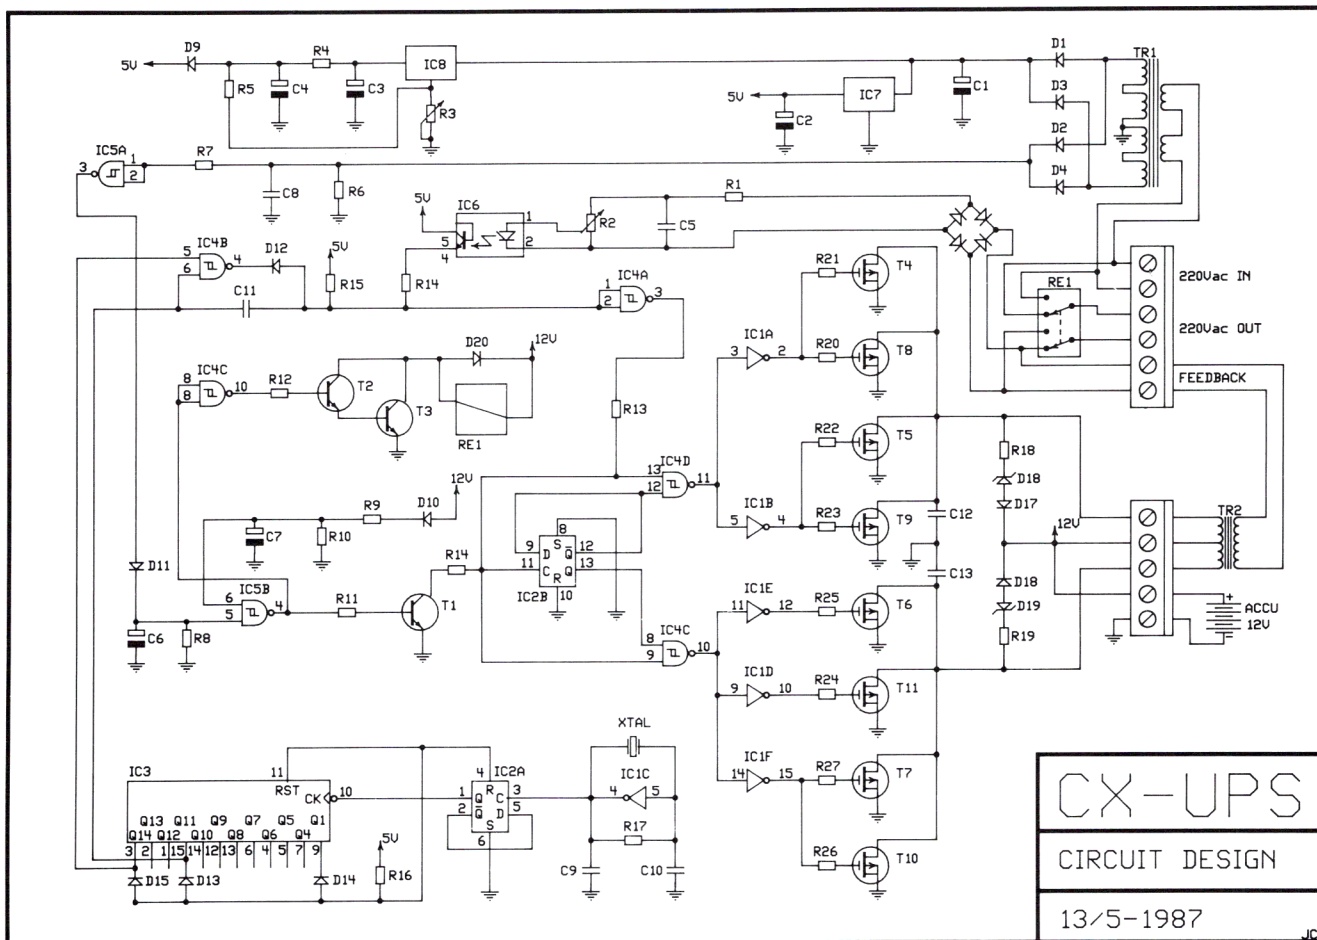 D9 R4 D1 TR1
5V IC8
R5 C4 C3 D3
C1
5V IC7
R3 C2 D2
IC5A
3 1 2 R7
D4
C8 R6 R1
IC6
5V 1 R2 C5
5 2
4
IC4B D12 5V
5 4
6 R15 R14 IC4A
C11 1 3
2
R21 T4
220Vac IN
RE1
IC1A
3 2 R20 T8
220Vac OUT
D20 12V
IC4C
8 10 R12 T2
8
T3
RE1
FEEDBACK
R13
R22 T5
R18
IC4D
13 11
12
D18
12V
R9 D10
IC1B
5 4 R23 T9
D17
C12
12V
TR2
C7 R10
8
S
9 D Q 12
11 C Q 13
R
IC2B 10
R14
C13
D11
IC5B
6 4
5
R11 T1
IC1E
11 12 R25 T6
D18
D19
+
ACCU
12V
-
C6 R8
IC4C
8 10
9
R19
IC1D
9 10 R24 T11
XTAL
IC3
11
RST
CK 10
4 IC2A
R
1 Q C 3
2 Q D 5
S
6
IC1C
4 5
IC1F
14 15 R27 T7
Q13 Q11 Q9 Q7 Q5 Q1
Q14 Q12 Q10 Q8 Q6 Q4
3 2 1 15 14 12 13 6 4 5 7 9
5V
R17
D15 D13 D14 R16
C9 C10
R26 T10
CX-UPS
CIRCUIT DESIGN
13/5-1987
JC